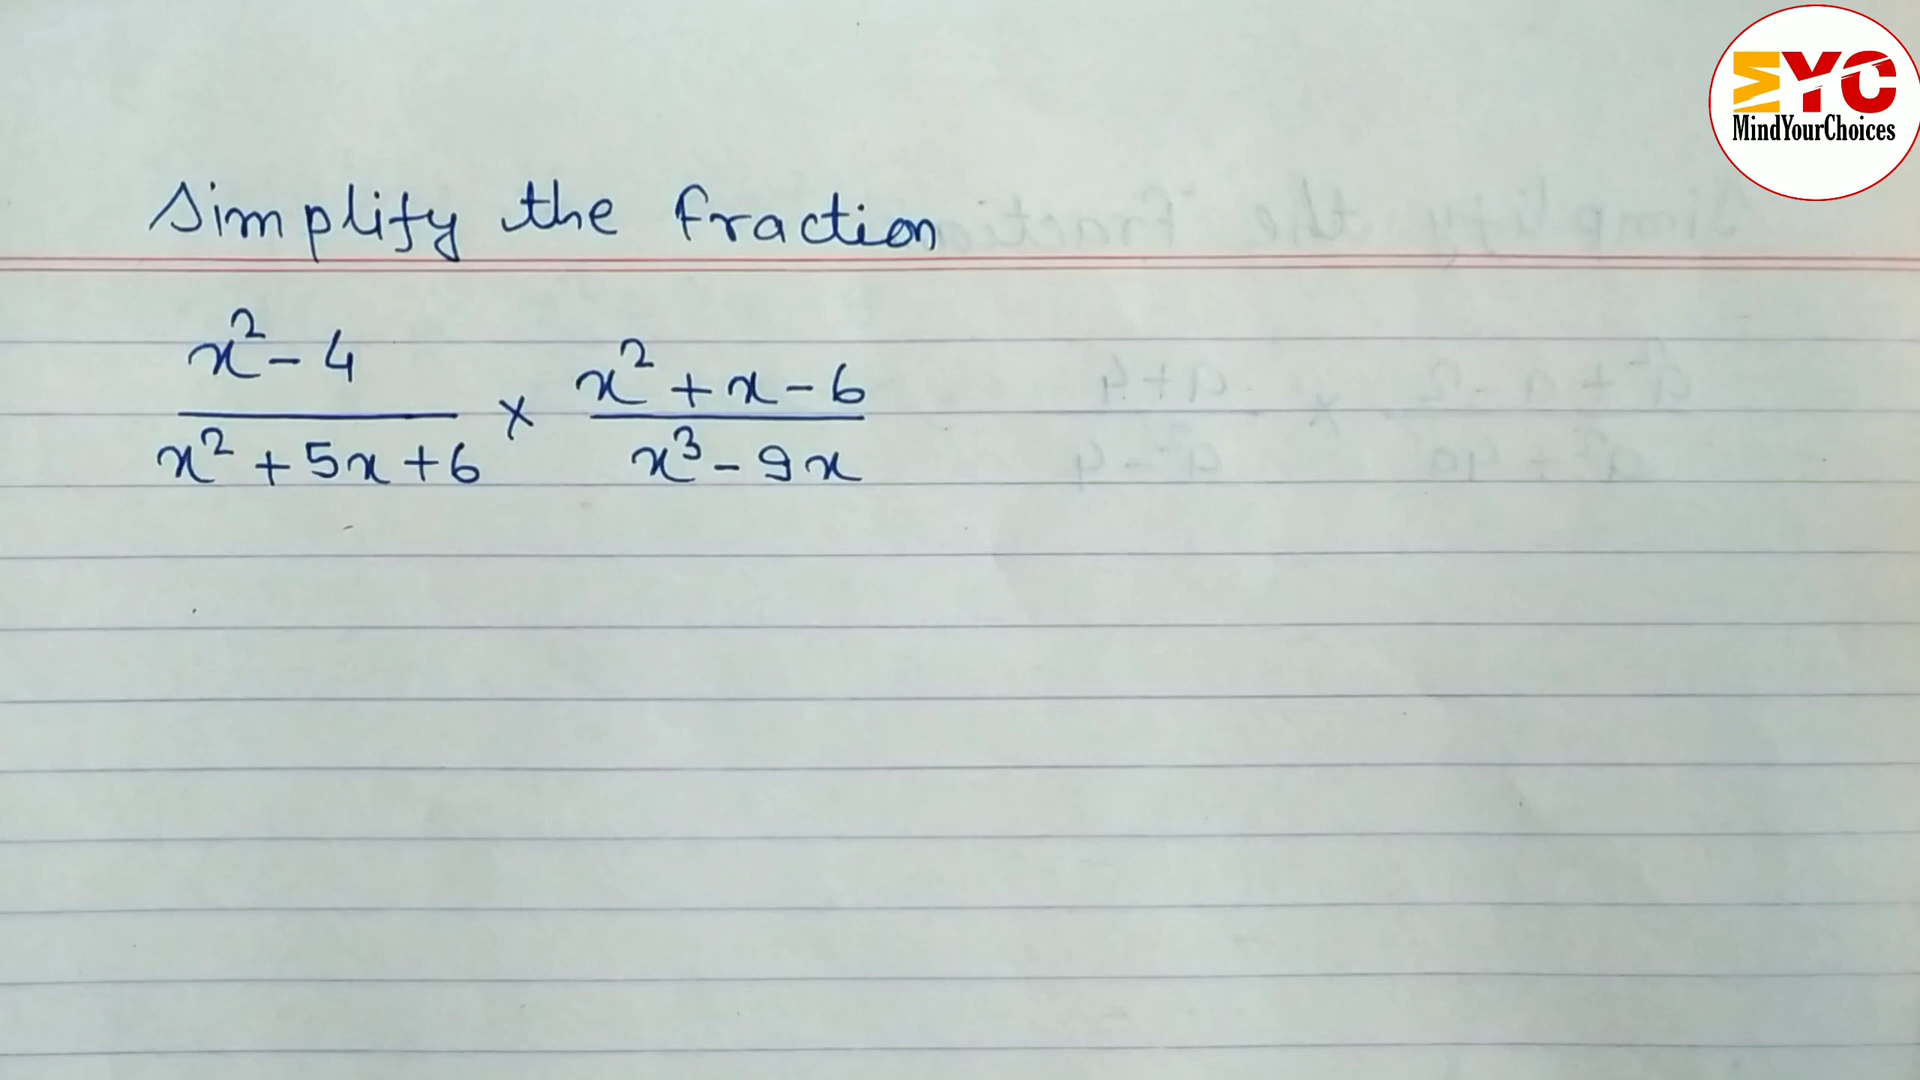 MYC
MindYourChoices
Simplify the fraction
x² - 4 / x² + 5x + 6 × x² + x - 6 / x³ - 9x